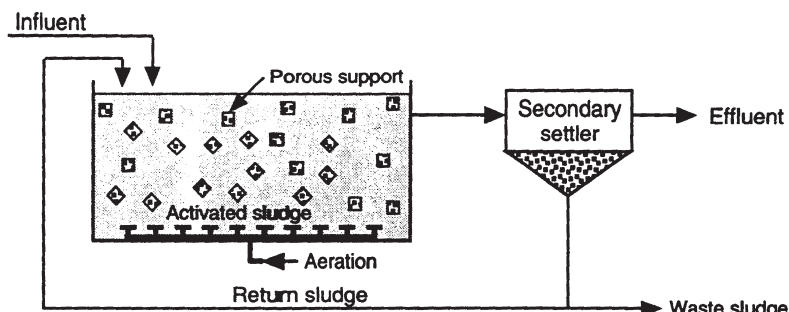 Influent
Porous support
Secondary
settler
Effluent
Activated sludge
Aeration
Return sludge
Waste sludge